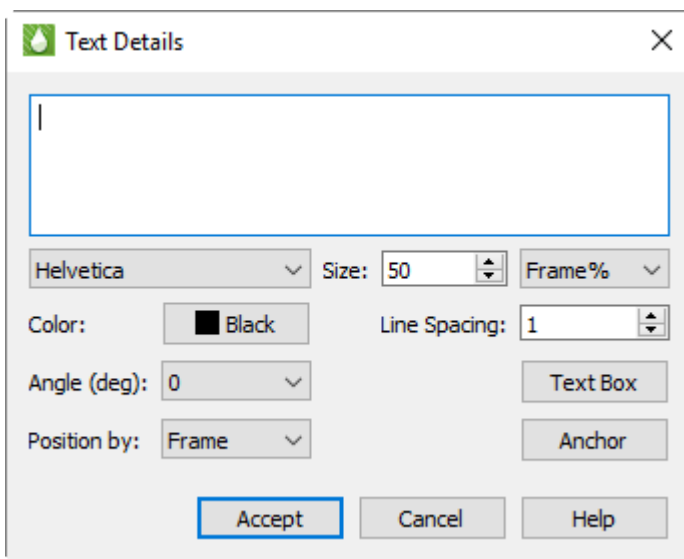 Text Details
Helvetica Size: 50 Frame%
Color: Black Line Spacing: 1
Angle (deg): 0 Text Box
Position by: Frame Anchor
Accept Cancel Help